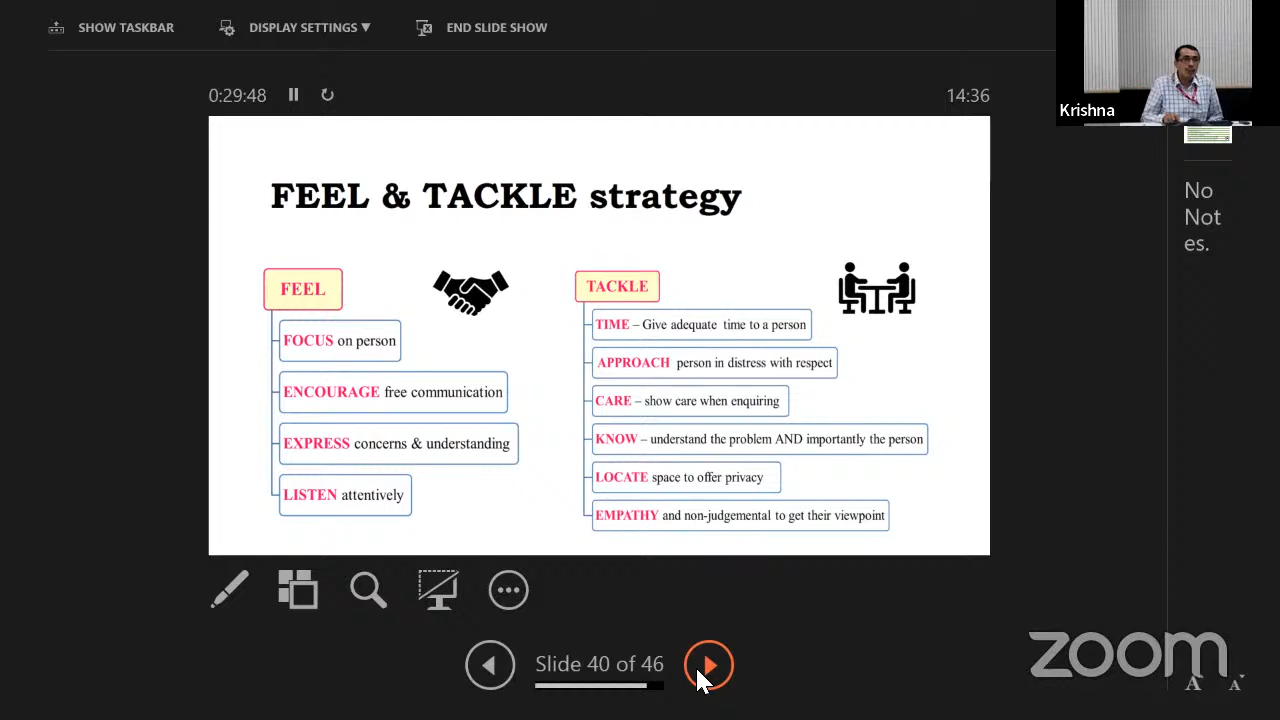 SHOW TASKBAR
DISPLAY SETTINGS ▼
END SLIDE SHOW
0:29:48
14:36
Krishna
FEEL & TACKLE strategy
FEEL
FOCUS on person
ENCOURAGE free communication
EXPRESS concerns & understanding
LISTEN attentively
TACKLE
TIME – Give adequate time to a person
APPROACH person in distress with respect
CARE – show care when enquiring
KNOW – understand the problem AND importantly the person
LOCATE space to offer privacy
EMPATHY and non-judgemental to get their viewpoint
No
Not
es.
Slide 40 of 46
zoom
A
A